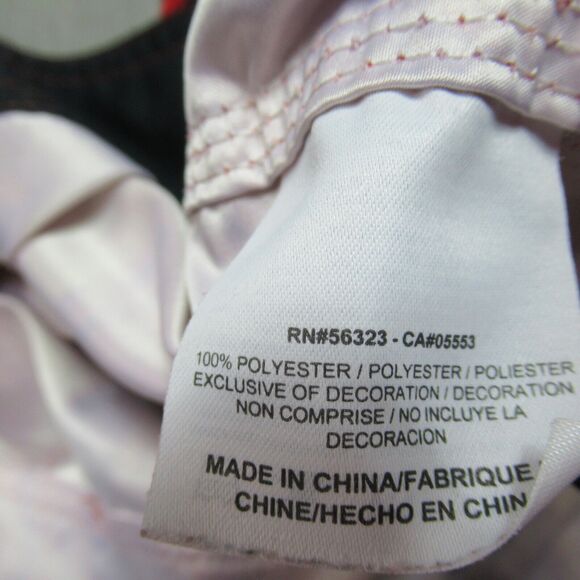 RN#56323 - CA#05553
100% POLYESTER / POLYESTER / POLIESTER
EXCLUSIVE OF DECORATION / DECORATION
NON COMPRISE / NO INCLUYE LA
DECORACION
MADE IN CHINA/FABRIQUE
CHINE/HECHO EN CHIN